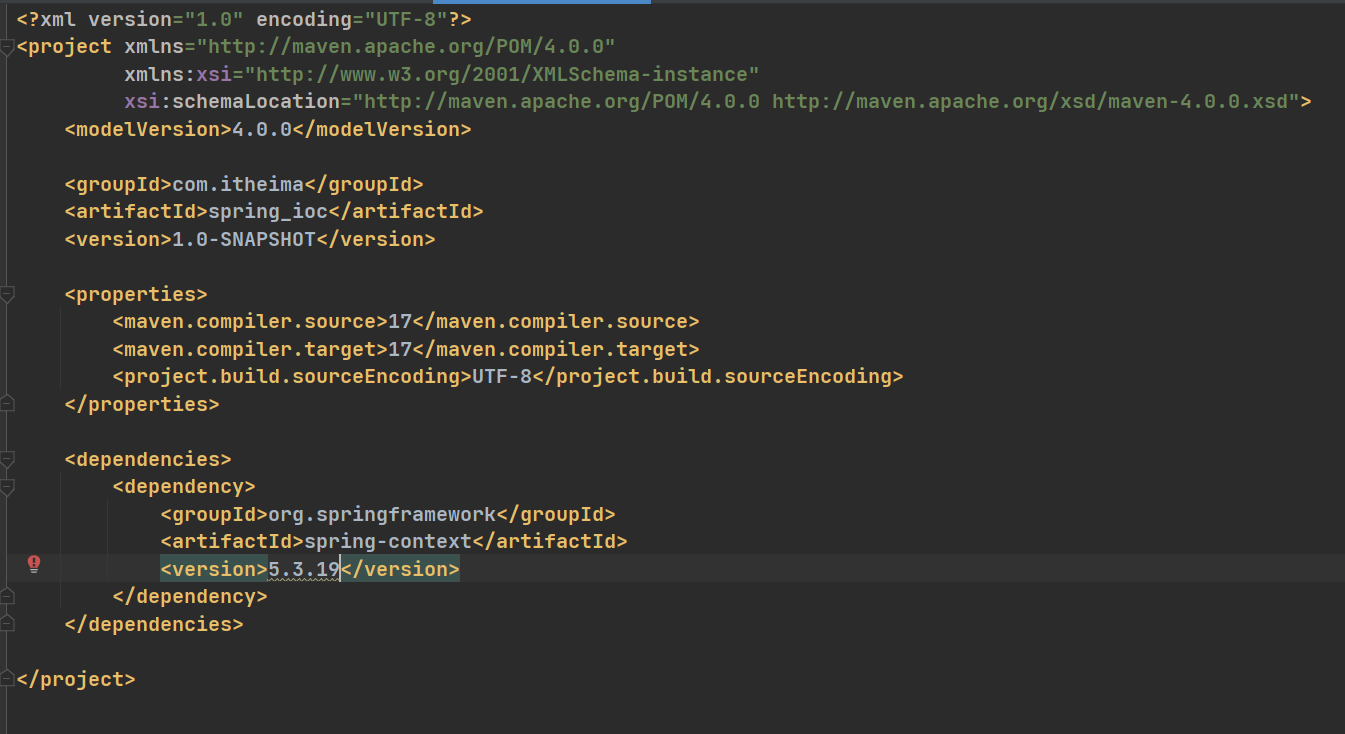 <?xml version="1.0" encoding="UTF-8"?>
<project xmlns="http://maven.apache.org/POM/4.0.0"
         xmlns:xsi="http://www.w3.org/2001/XMLSchema-instance"
         xsi:schemaLocation="http://maven.apache.org/POM/4.0.0 http://maven.apache.org/xsd/maven-4.0.0.xsd">
    <modelVersion>4.0.0</modelVersion>

    <groupId>com.itheima</groupId>
    <artifactId>spring_ioc</artifactId>
    <version>1.0-SNAPSHOT</version>

    <properties>
        <maven.compiler.source>17</maven.compiler.source>
        <maven.compiler.target>17</maven.compiler.target>
        <project.build.sourceEncoding>UTF-8</project.build.sourceEncoding>
    </properties>

    <dependencies>
        <dependency>
            <groupId>org.springframework</groupId>
            <artifactId>spring-context</artifactId>
            <version>5.3.19</version>
        </dependency>
    </dependencies>

</project>